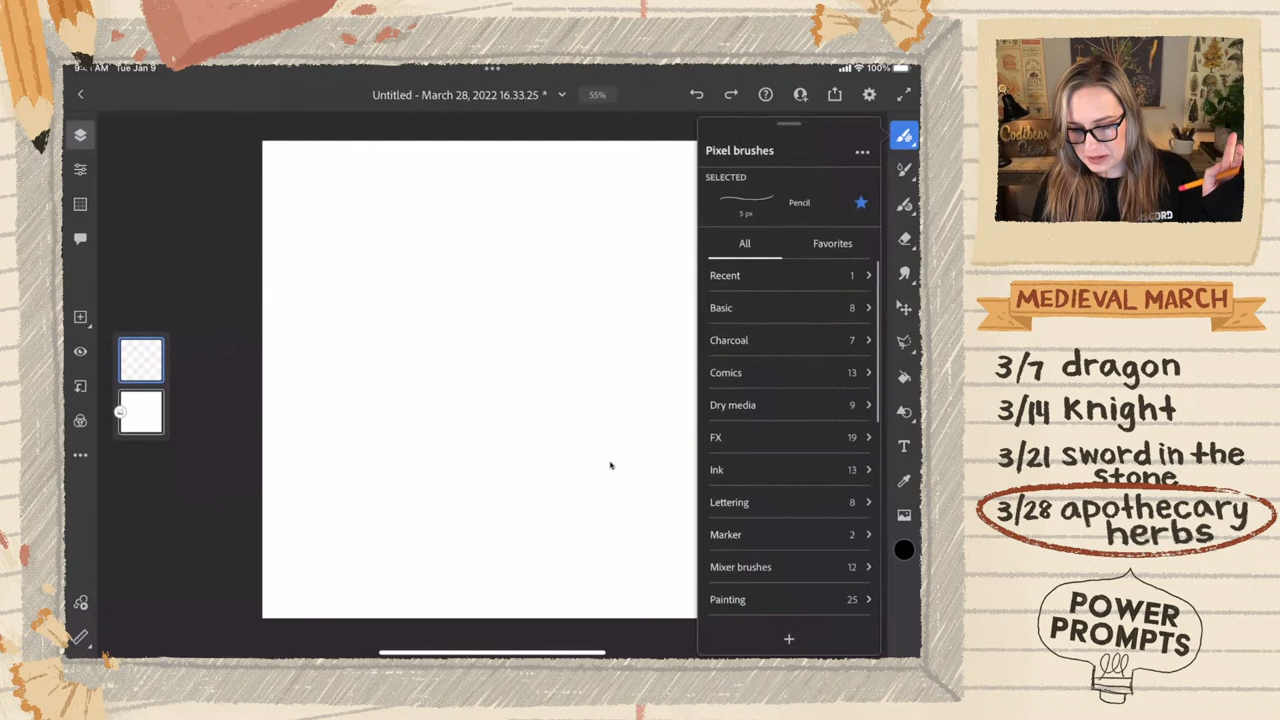 9:41 AM Tue Jan 9
100%
Untitled - March 28, 2022 16.33.25 *
55%
Pixel brushes
SELECTED
5 px
Pencil
All
Favorites
Recent 1
Basic 8
Charcoal 7
Comics 13
Dry media 9
FX 19
Ink 13
Lettering 8
Marker 2
Mixer brushes 12
Painting 25
MEDIEVAL MARCH
3/7 dragon
3/14 Knight
3/21 sword in the
stone
3/28 apothecary
herbs
POWER
PROMPTS